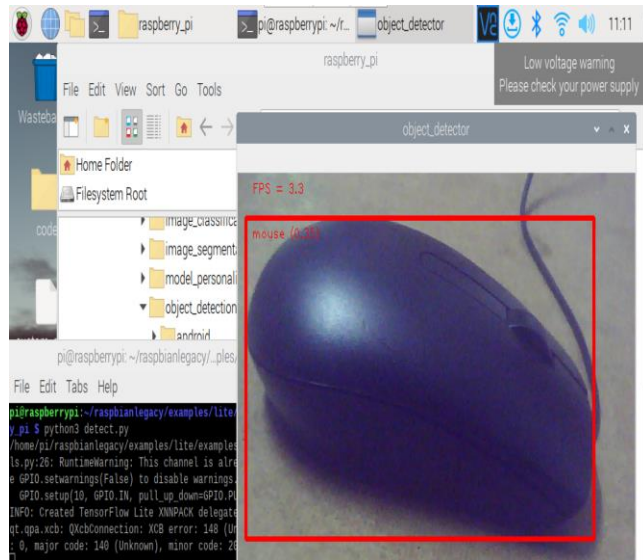 raspberry_pi
pi@raspberrypi: ~/r...
object_detector
11:11
raspberry_pi
Low voltage warning
Please check your power supply
File Edit View Sort Go Tools
Wasteba
object_detector
Home Folder
Filesystem Root
FPS = 3.3
code
image_classifica
mouse
image_segment
model_personali
object_detection
android
pi@raspberrypi: ~/raspbianlegacy/...ples/
File Edit Tabs Help
pi@raspberrypi:~/raspbianlegacy/examples/lite/
y_pi $ python3 detect.py
/home/pi/raspbianlegacy/examples/lite/examples
ls.py:26: RuntimeWarning: This channel is alre
e GPIO.setwarnings(False) to disable warnings.
GPIO.setup(10, GPIO.IN, pull_up_down=GPIO.PU
INFO: Created TensorFlow Lite XNNPACK delegate
qt.qpa.xcb: QXcbConnection: XCB error: 148 (Un
: 0, major code: 140 (Unknown), minor code: 20